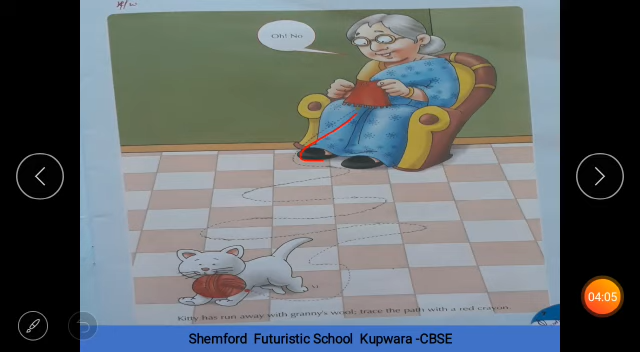 Oh! No
Kitty has run away with granny's wool; trace the path with a red crayon.
04:05
Shemford Futuristic School Kupwara -CBSE